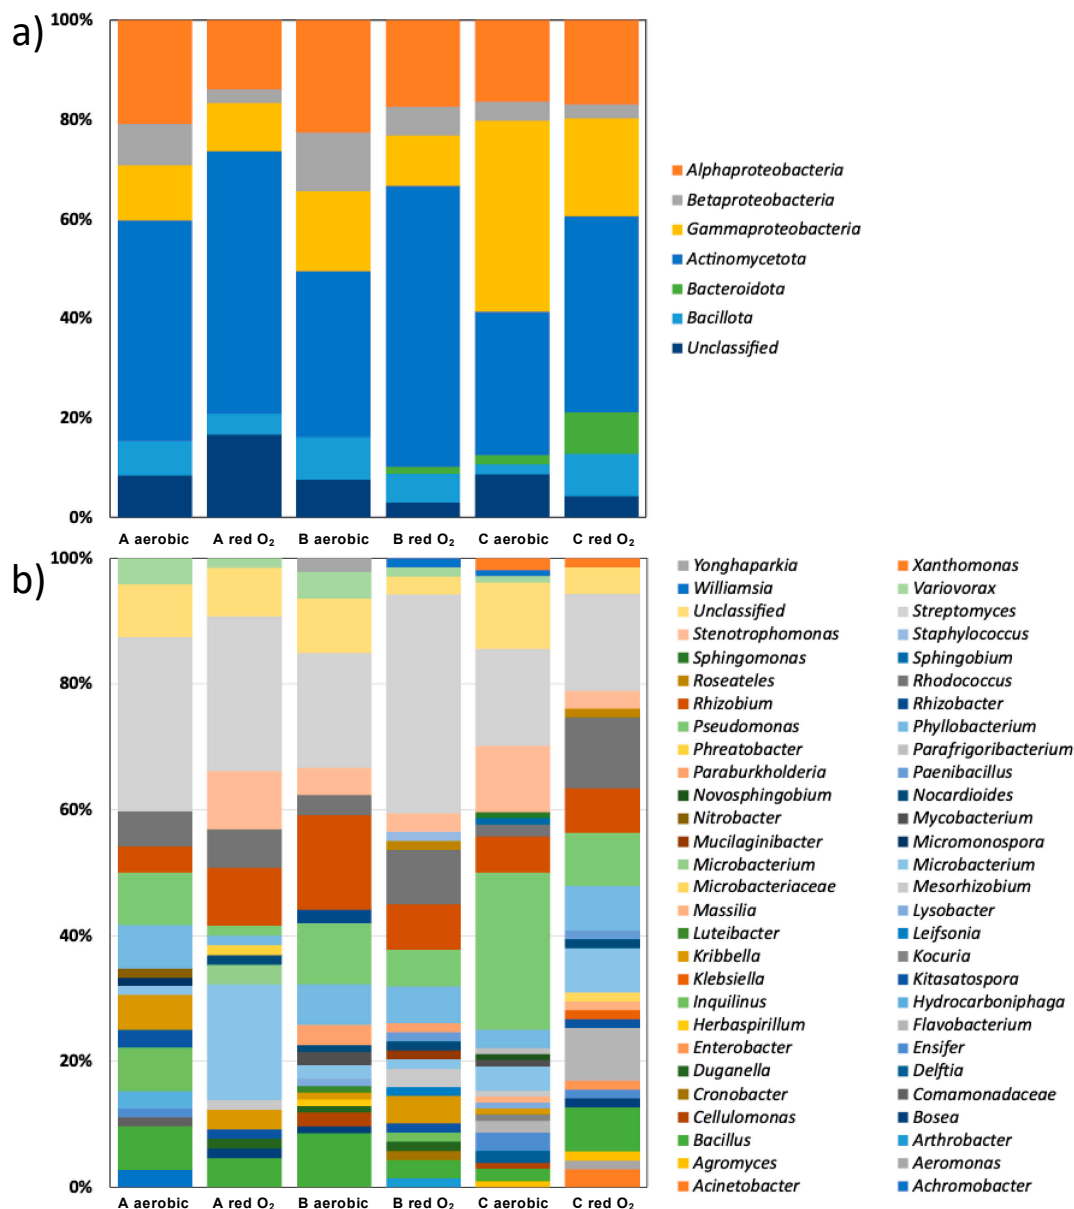 a)
100%
80%
60%
40%
20%
0%
A aerobic A red O₂ B aerobic B red O₂ C aerobic C red O₂
Alphaproteobacteria
Betaproteobacteria
Gammaproteobacteria
Actinomycetota
Bacteroidota
Bacillota
Unclassified
b)
100%
80%
60%
40%
20%
0%
A aerobic A red O₂ B aerobic B red O₂ C aerobic C red O₂
Yonghaparkia Xanthomonas
Williamsia Variovorax
Unclassified Streptomyces
Stenotrophomonas Staphylococcus
Sphingomonas Sphingobium
Roseateles Rhodococcus
Rhizobium Rhizobacter
Pseudomonas Phyllobacterium
Phreatobacter Parafrigoribacterium
Paraburkholderia Paenibacillus
Novosphingobium Nocardioides
Nitrobacter Mycobacterium
Mucilaginibacter Micromonospora
Microbacterium Microbacterium
Microbacteriaceae Mesorhizobium
Massilia Lysobacter
Luteibacter Leifsonia
Kribbella Kocuria
Klebsiella Kitasatospora
Inquilinus Hydrocarboniphaga
Herbaspirillum Flavobacterium
Enterobacter Ensifer
Duganella Delftia
Cronobacter Comamonadaceae
Cellulomonas Bosea
Bacillus Arthrobacter
Agromyces Aeromonas
Acinetobacter Achromobacter